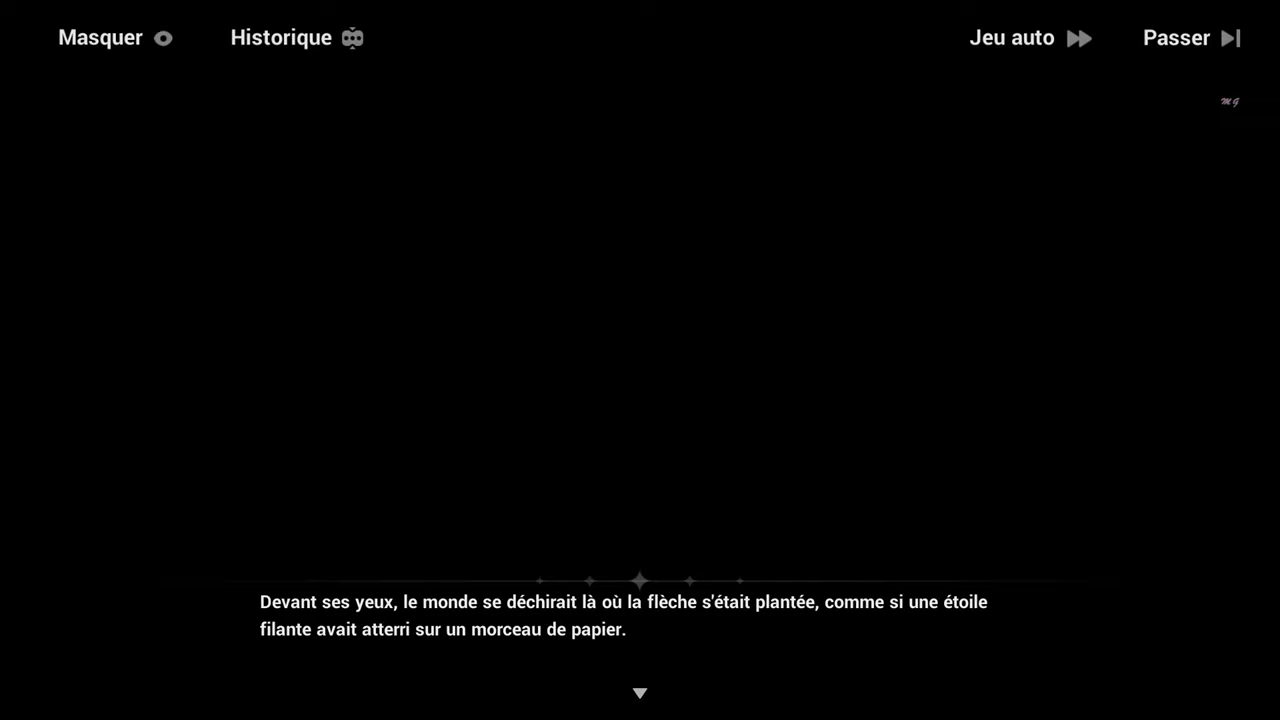 Masquer Historique Jeu auto Passer
MG
Devant ses yeux, le monde se déchirait là où la flèche s'était plantée, comme si une étoile
filante avait atterri sur un morceau de papier.